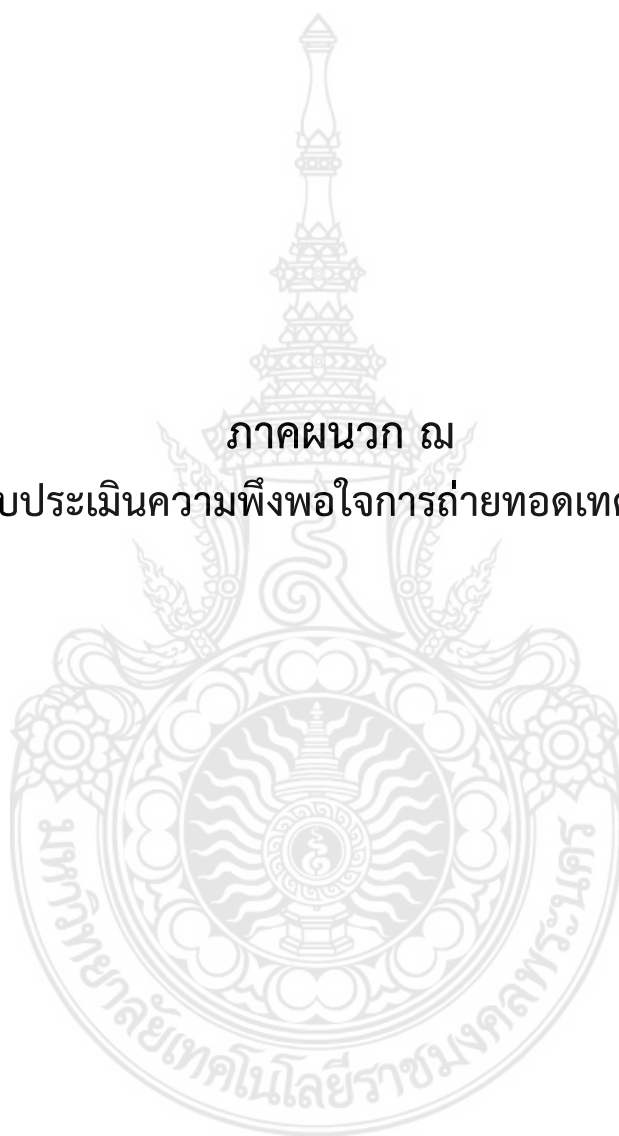 ภาคผนวก ฌ
บประเมินความพึงพอใจการถ่ายทอดเทค
มหาวิทยาลัยเทคโนโลยีราชมงคลพระนคร